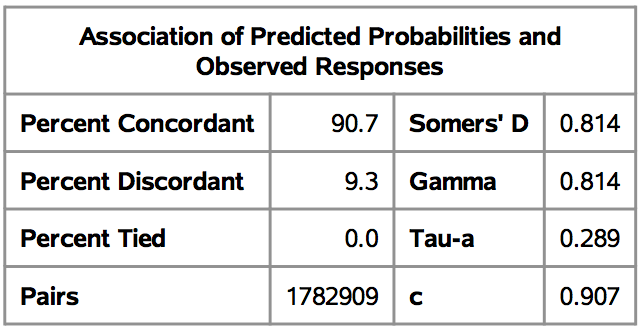 Association of Predicted Probabilities and
Observed Responses
Percent Concordant 90.7 Somers' D 0.814
Percent Discordant 9.3 Gamma 0.814
Percent Tied 0.0 Tau-a 0.289
Pairs 1782909 c 0.907